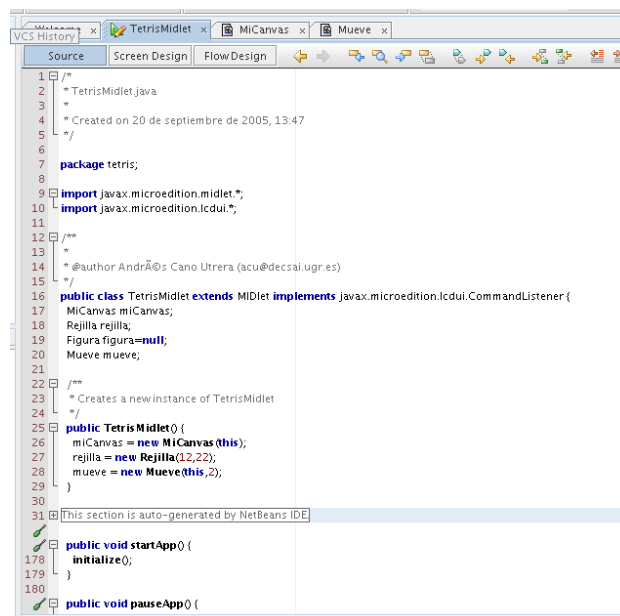 TetrisMidlet x MiCanvas x Mueve x
VCS History
Source Screen Design Flow Design
1 /*
2 * TetrisMidlet.java
3 *
4 * Created on 20 de septiembre de 2005, 13:47
5 */
6
7 package tetris;
8
9 import javax.microedition.midlet.*;
10 import javax.microedition.lcdui.*;
11
12 /**
13 *
14 * @author AndrÃ©s Cano Utrera (acu@decsai.ugr.es)
15 */
16 public class TetrisMidlet extends MIDlet implements javax.microedition.lcdui.CommandListener {
17 MiCanvas miCanvas;
18 Rejilla rejilla;
19 Figura figura=null;
20 Mueve mueve;
21
22 /**
23 * Creates a new instance of TetrisMidlet
24 */
25 public TetrisMidlet() {
26 miCanvas = new MiCanvas(this);
27 rejilla = new Rejilla(12,22);
28 mueve = new Mueve(this,2);
29 }
30
31 This section is auto-generated by NetBeans IDE.
public void startApp() {
178 initialize();
179 }
180
public void pauseApp() {